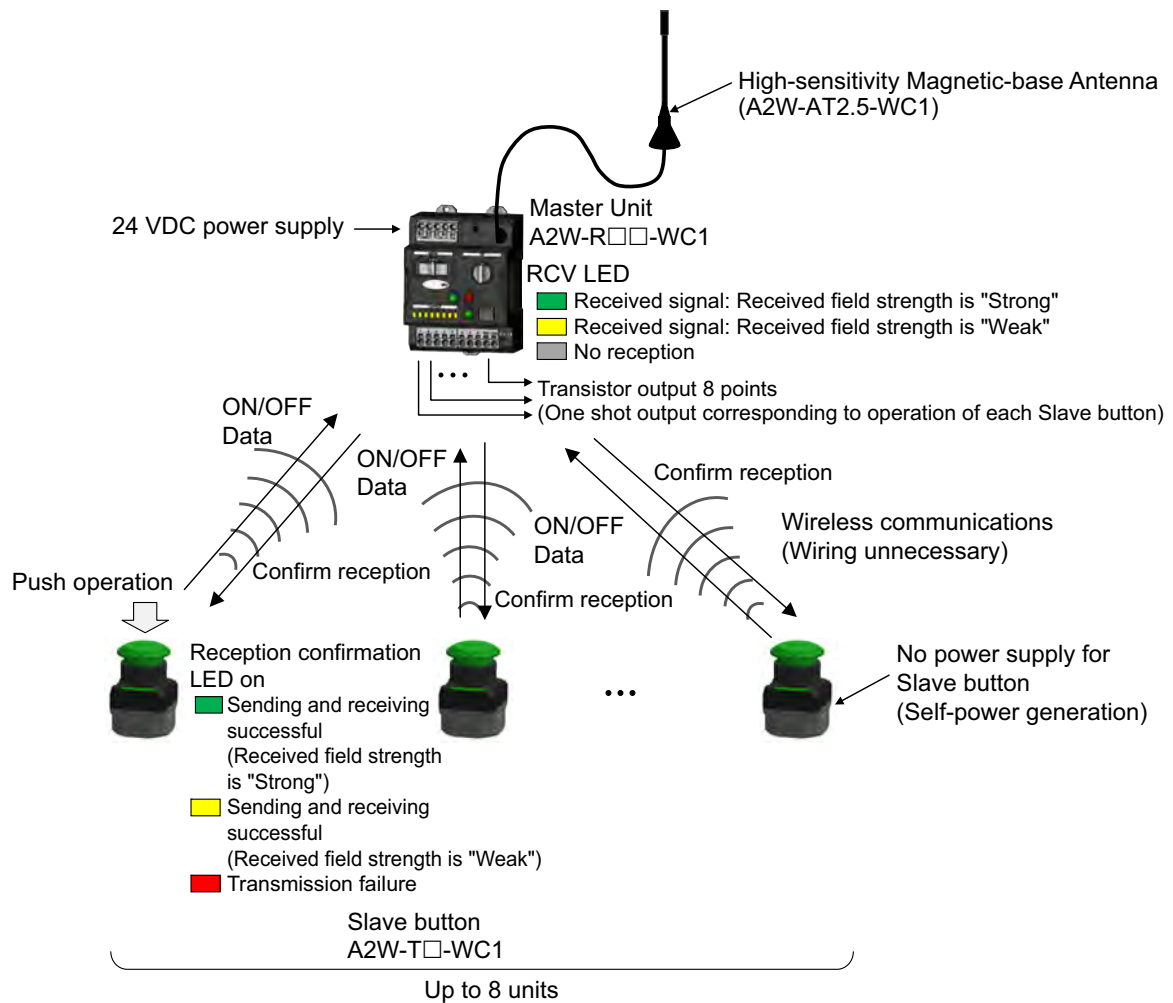 High-sensitivity Magnetic-base Antenna
(A2W-AT2.5-WC1)
24 VDC power supply
Master Unit
A2W-R□□-WC1
RCV LED
Received signal: Received field strength is "Strong"
Received signal: Received field strength is "Weak"
No reception
Transistor output 8 points
(One shot output corresponding to operation of each Slave button)
ON/OFF
Data
ON/OFF
Data
Confirm reception
ON/OFF
Data
Wireless communications
(Wiring unnecessary)
Push operation
Confirm reception
Confirm reception
Reception confirmation
LED on
Sending and receiving
successful
(Received field strength
is "Strong")
Sending and receiving
successful
(Received field strength is "Weak")
Transmission failure
•••
No power supply for
Slave button
(Self-power generation)
Slave button
A2W-T□-WC1
Up to 8 units